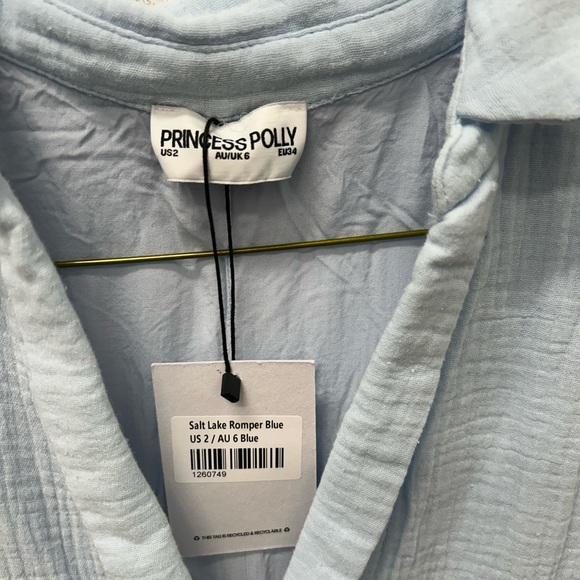 PRINCESS POLLY
US2 AU/UK 6 EU34
Salt Lake Romper Blue
US 2 / AU 6 Blue
1260749
THIS TAG IS RECYCLED & RECYCLABLE